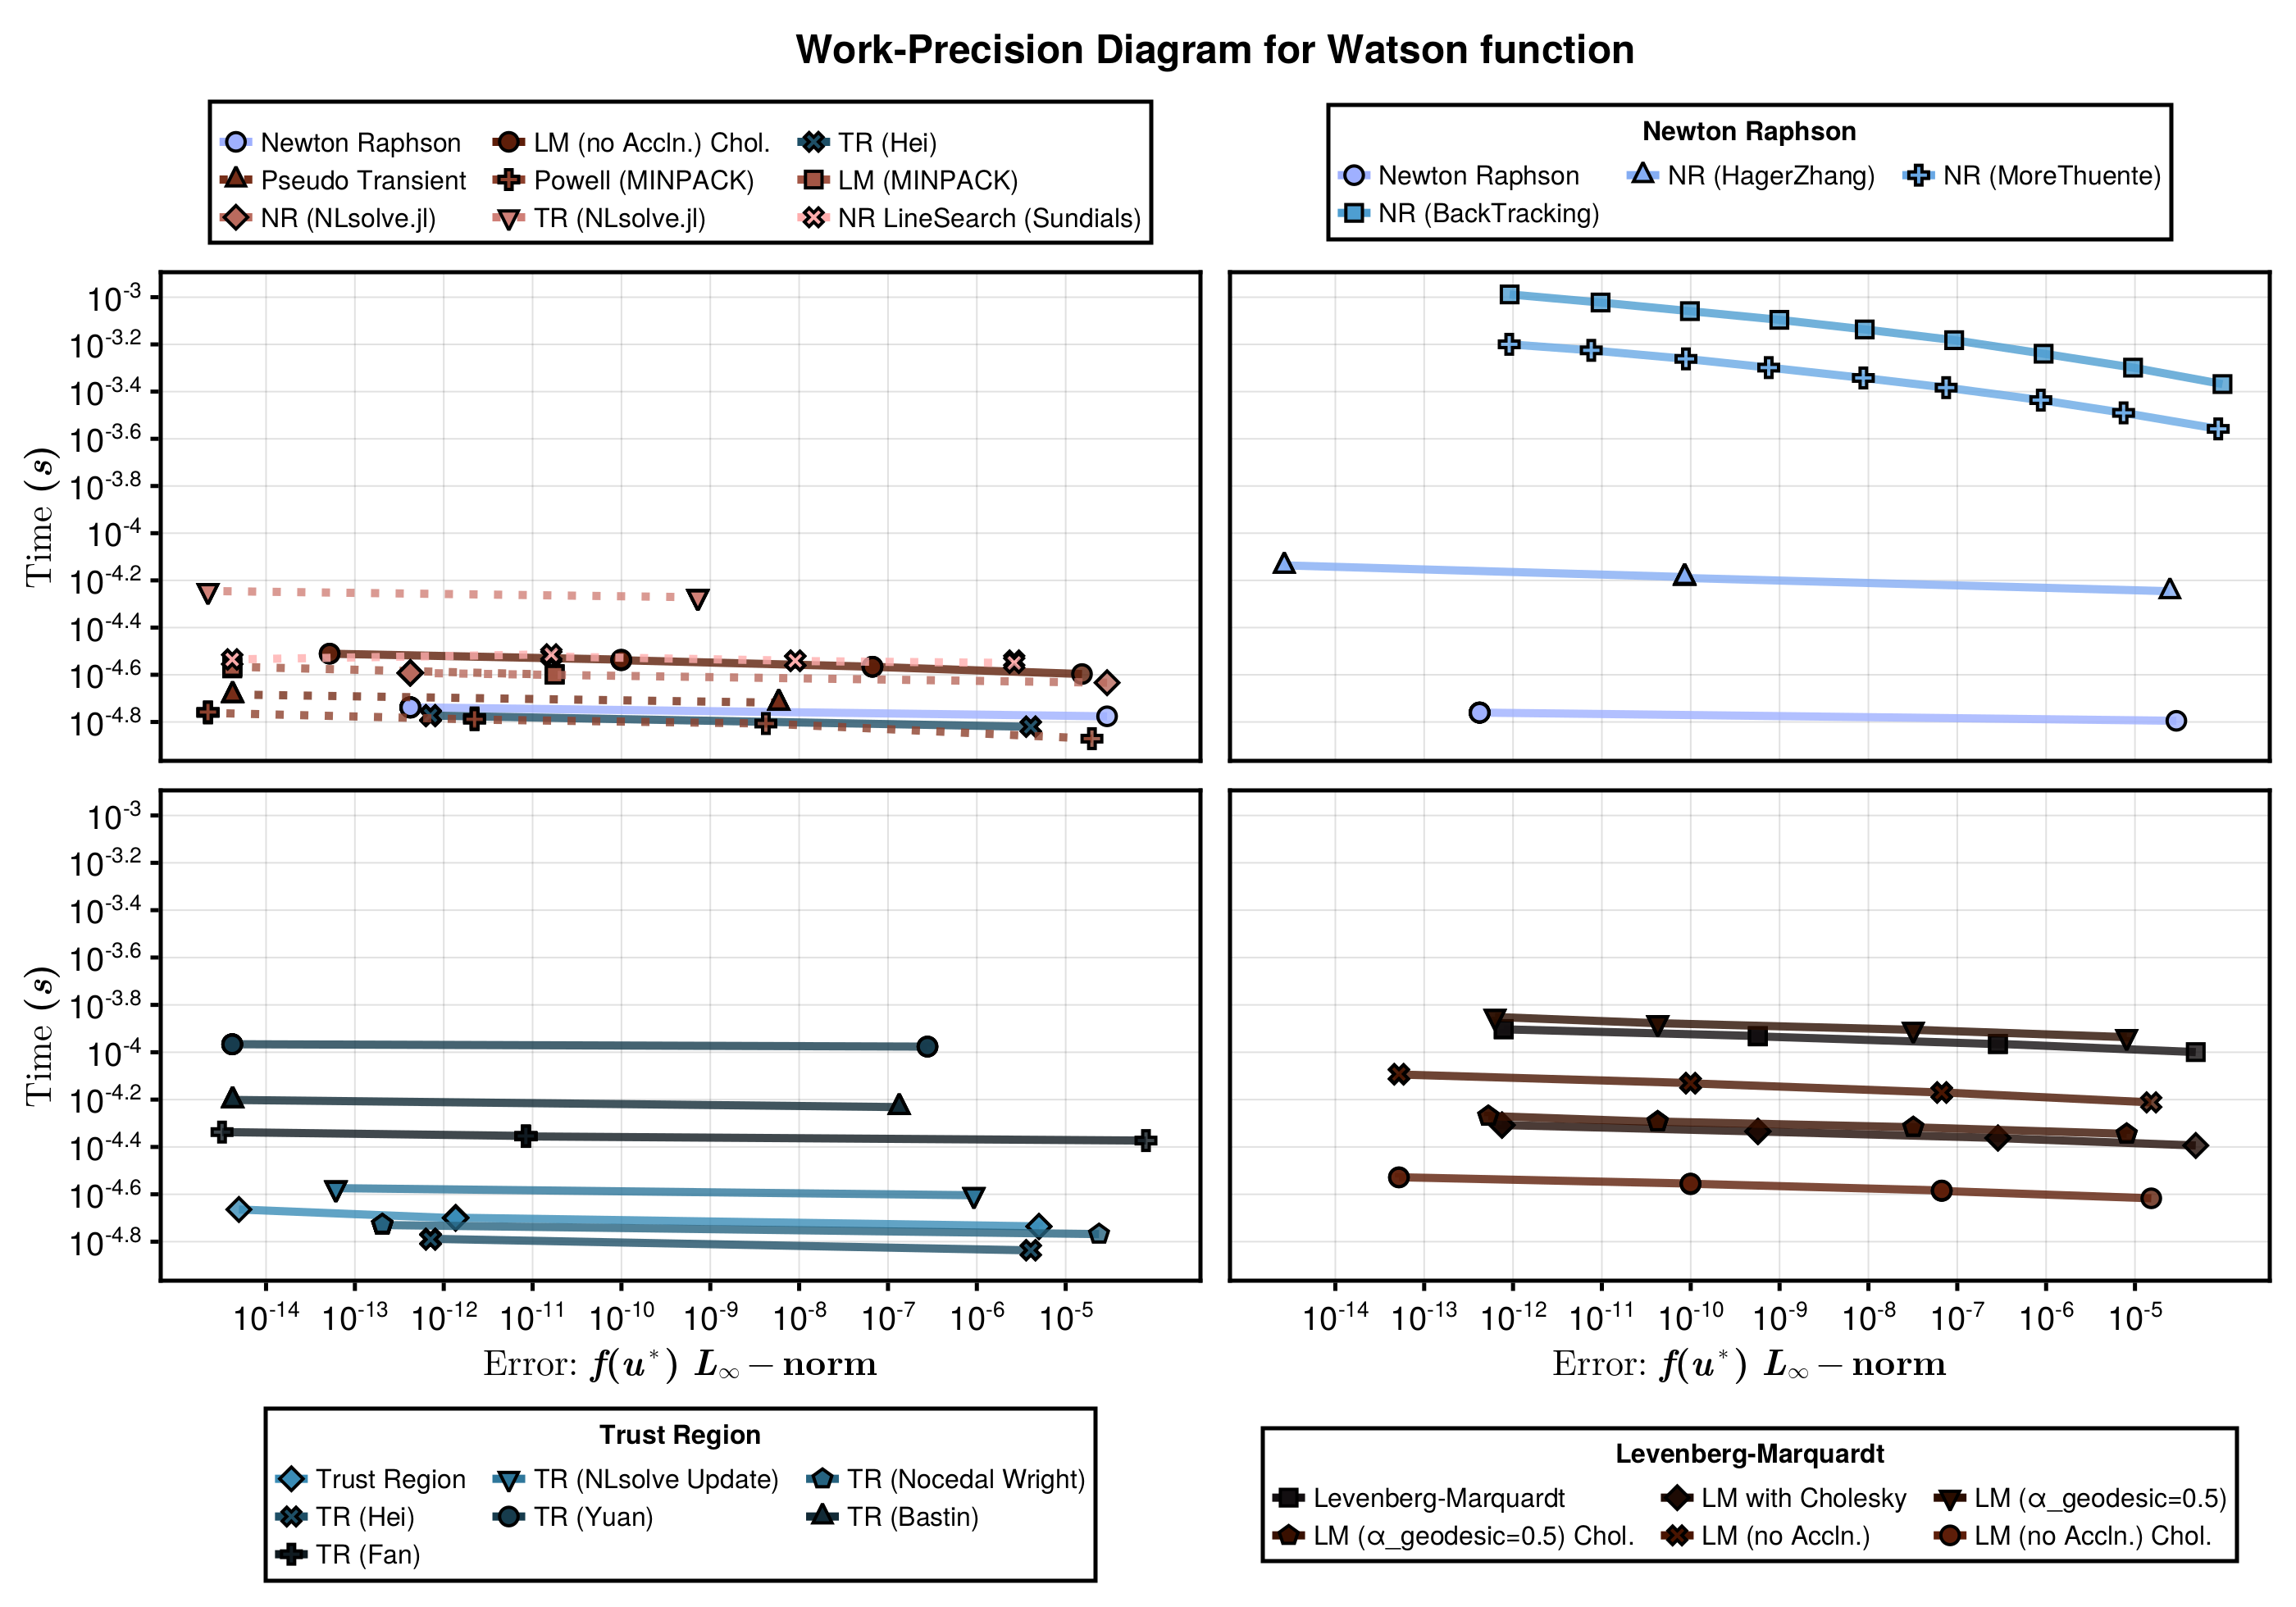 Work-Precision Diagram for Watson function
Newton Raphson LM (no Accln.) Chol. TR (Hei)
Pseudo Transient Powell (MINPACK) LM (MINPACK)
NR (NLsolve.jl) TR (NLsolve.jl) NR LineSearch (Sundials)
Newton Raphson
Newton Raphson NR (HagerZhang) NR (MoreThuente)
NR (BackTracking)
Time (s)
10^-3
10^-3.2
10^-3.4
10^-3.6
10^-3.8
10^-4
10^-4.2
10^-4.4
10^-4.6
10^-4.8
Time (s)
10^-3
10^-3.2
10^-3.4
10^-3.6
10^-3.8
10^-4
10^-4.2
10^-4.4
10^-4.6
10^-4.8
10^-14 10^-13 10^-12 10^-11 10^-10 10^-9 10^-8 10^-7 10^-6 10^-5
10^-14 10^-13 10^-12 10^-11 10^-10 10^-9 10^-8 10^-7 10^-6 10^-5
Error: f(u*) L∞ − norm
Error: f(u*) L∞ − norm
Trust Region
Trust Region TR (NLsolve Update) TR (Nocedal Wright)
TR (Hei) TR (Yuan) TR (Bastin)
TR (Fan)
Levenberg-Marquardt
Levenberg-Marquardt LM with Cholesky LM (α_geodesic=0.5)
LM (α_geodesic=0.5) Chol. LM (no Accln.) LM (no Accln.) Chol.